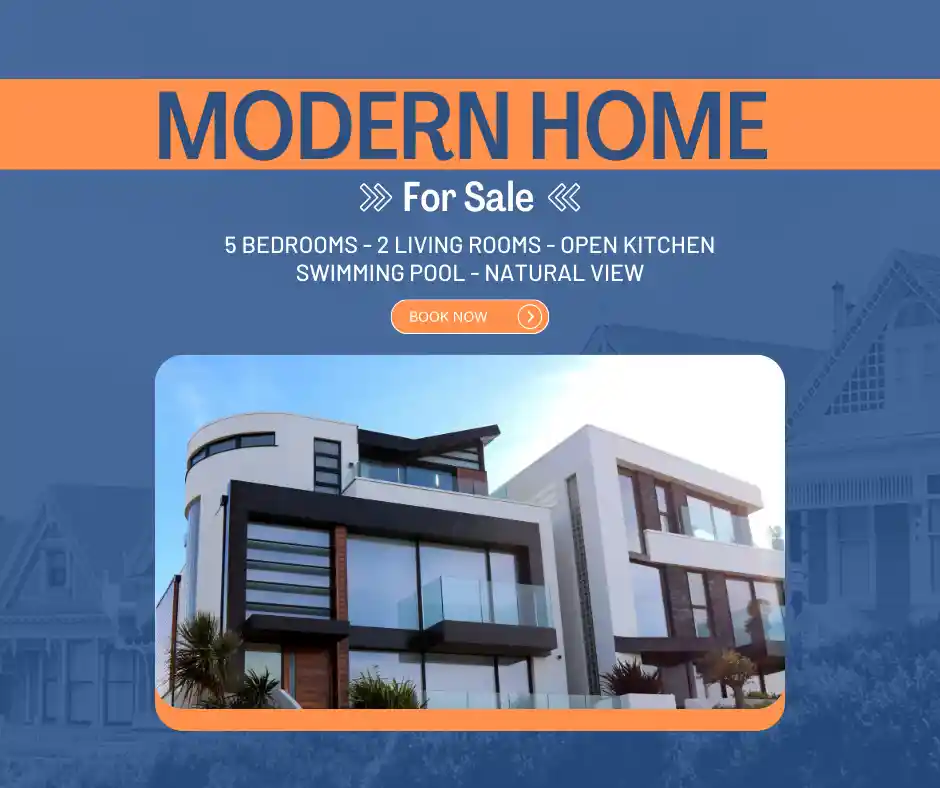 MODERN HOME
For Sale
5 BEDROOMS - 2 LIVING ROOMS - OPEN KITCHEN
SWIMMING POOL - NATURAL VIEW
BOOK NOW